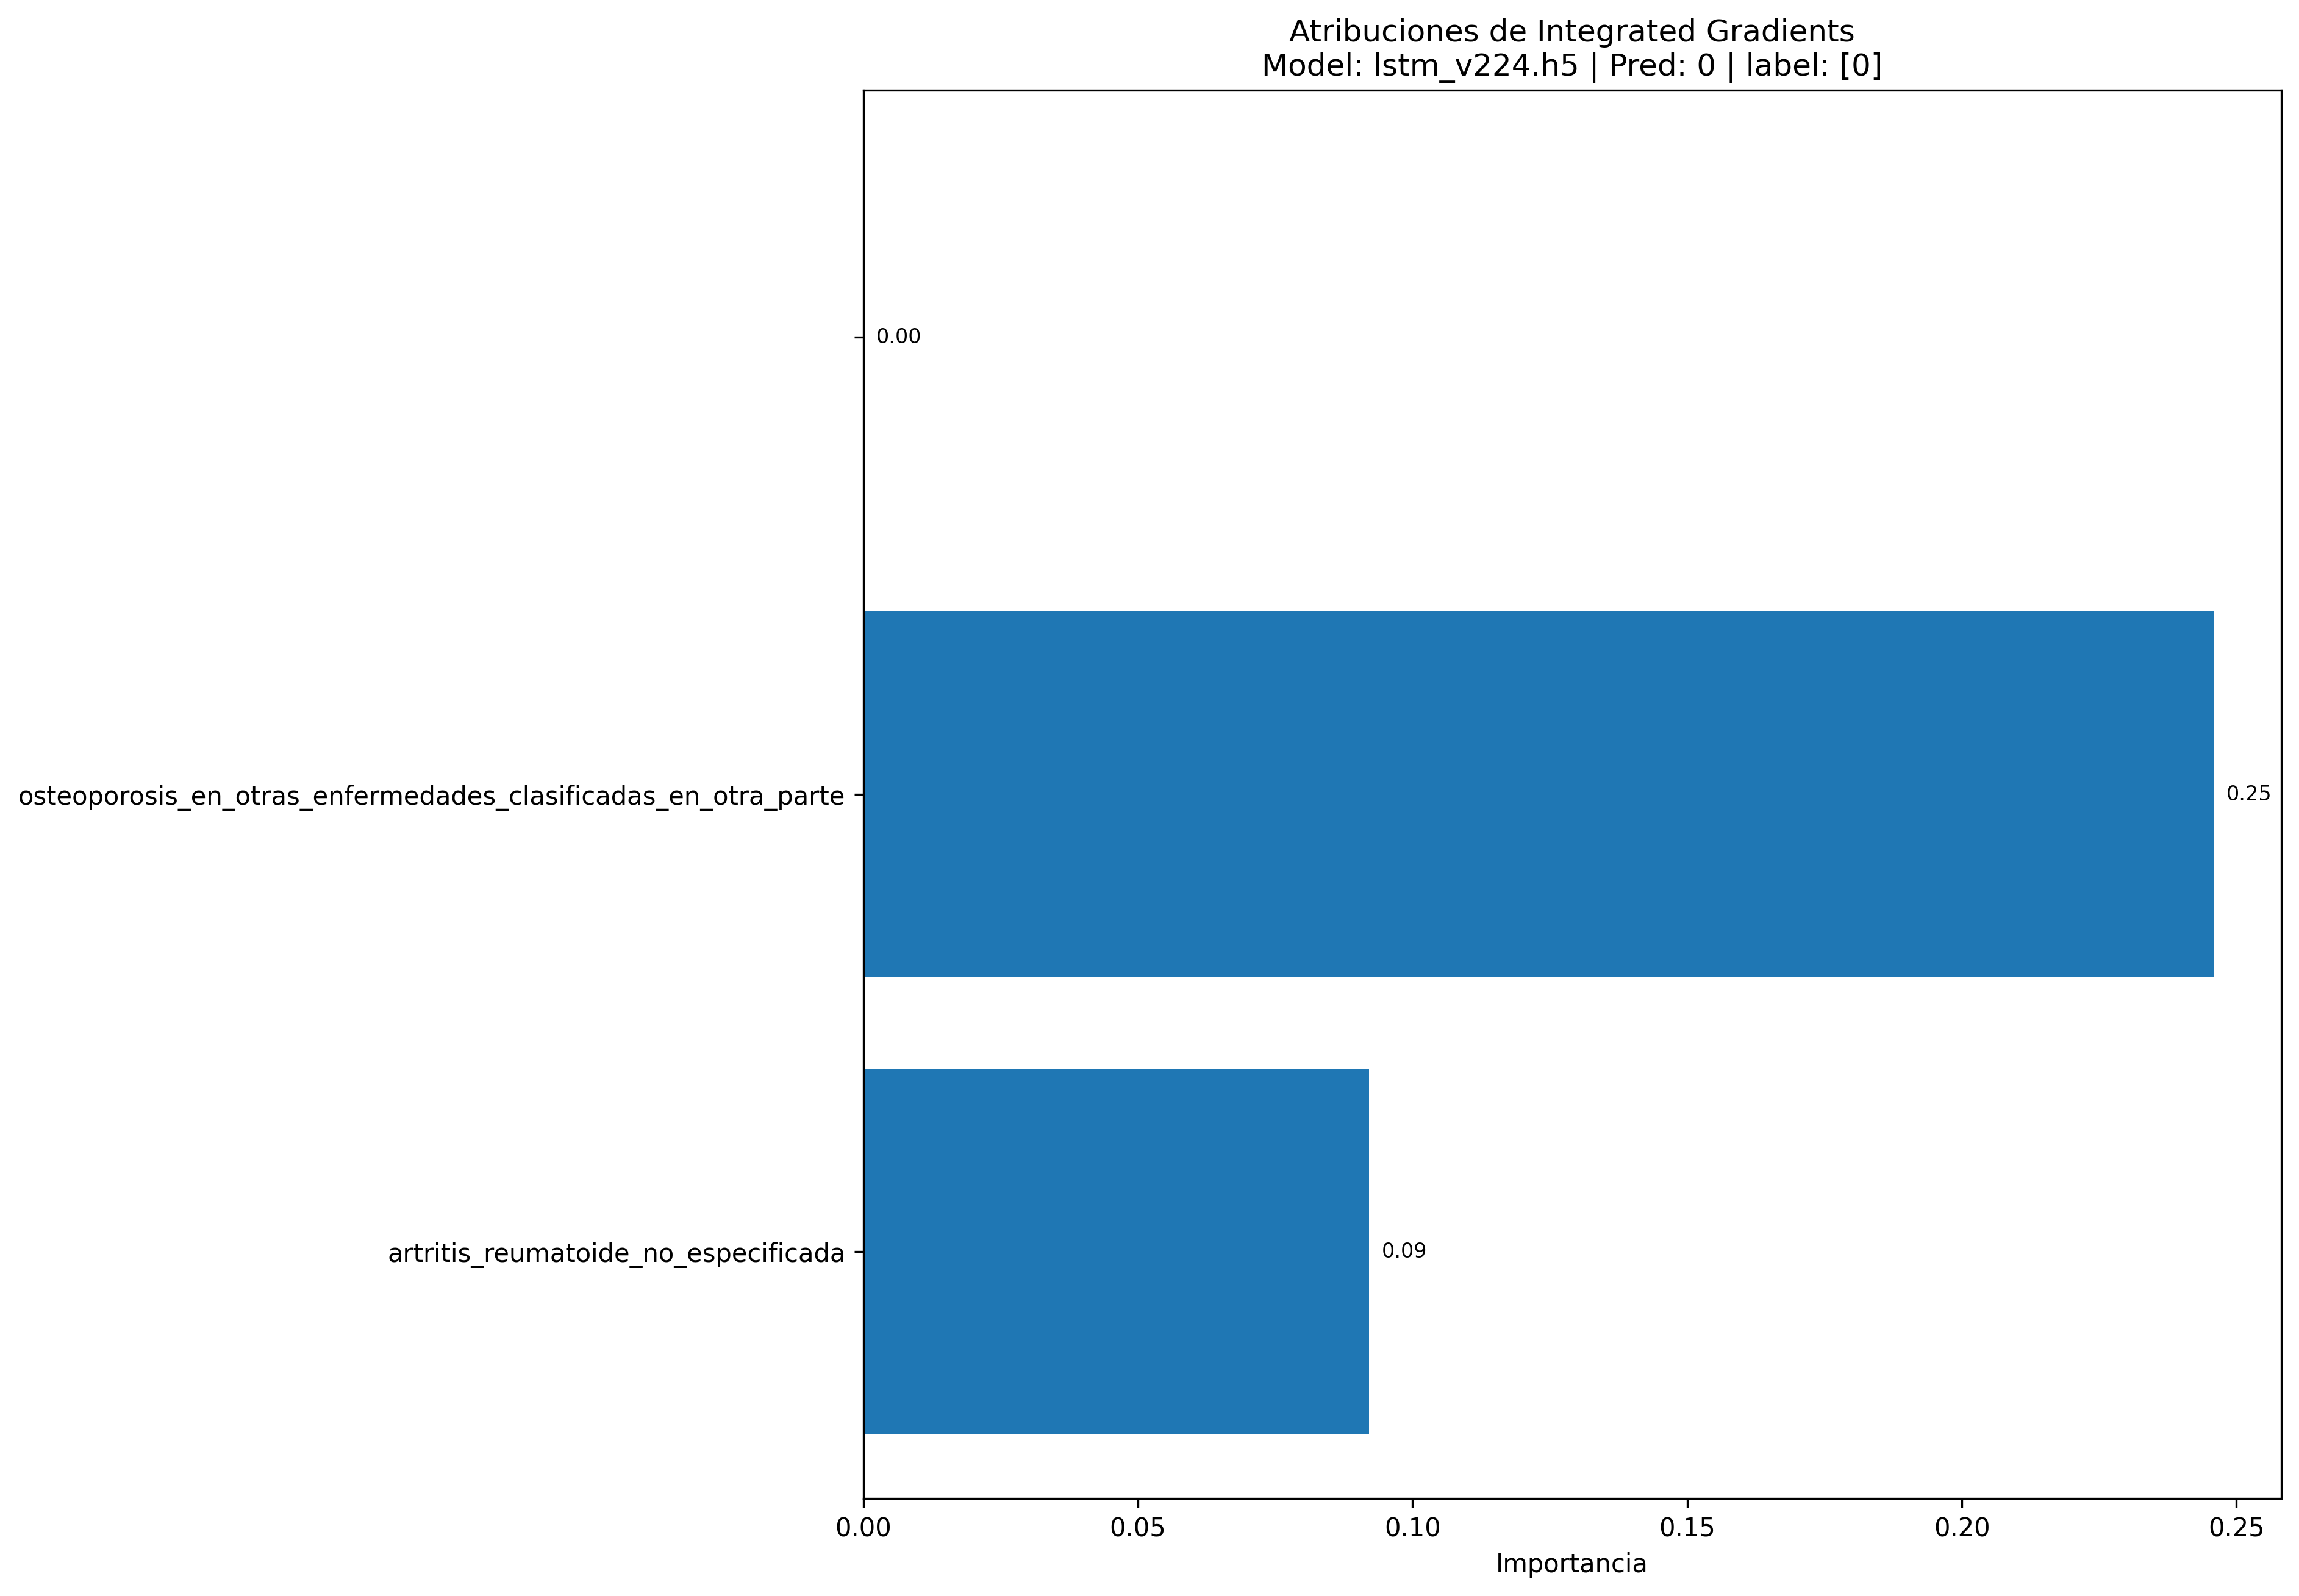 Atribuciones de Integrated Gradients
Model: lstm_v224.h5 | Pred: 0 | label: [0]
0.00
osteoporosis_en_otras_enfermedades_clasificadas_en_otra_parte
0.25
artritis_reumatoide_no_especificada
0.09
0.00 0.05 0.10 0.15 0.20 0.25
Importancia